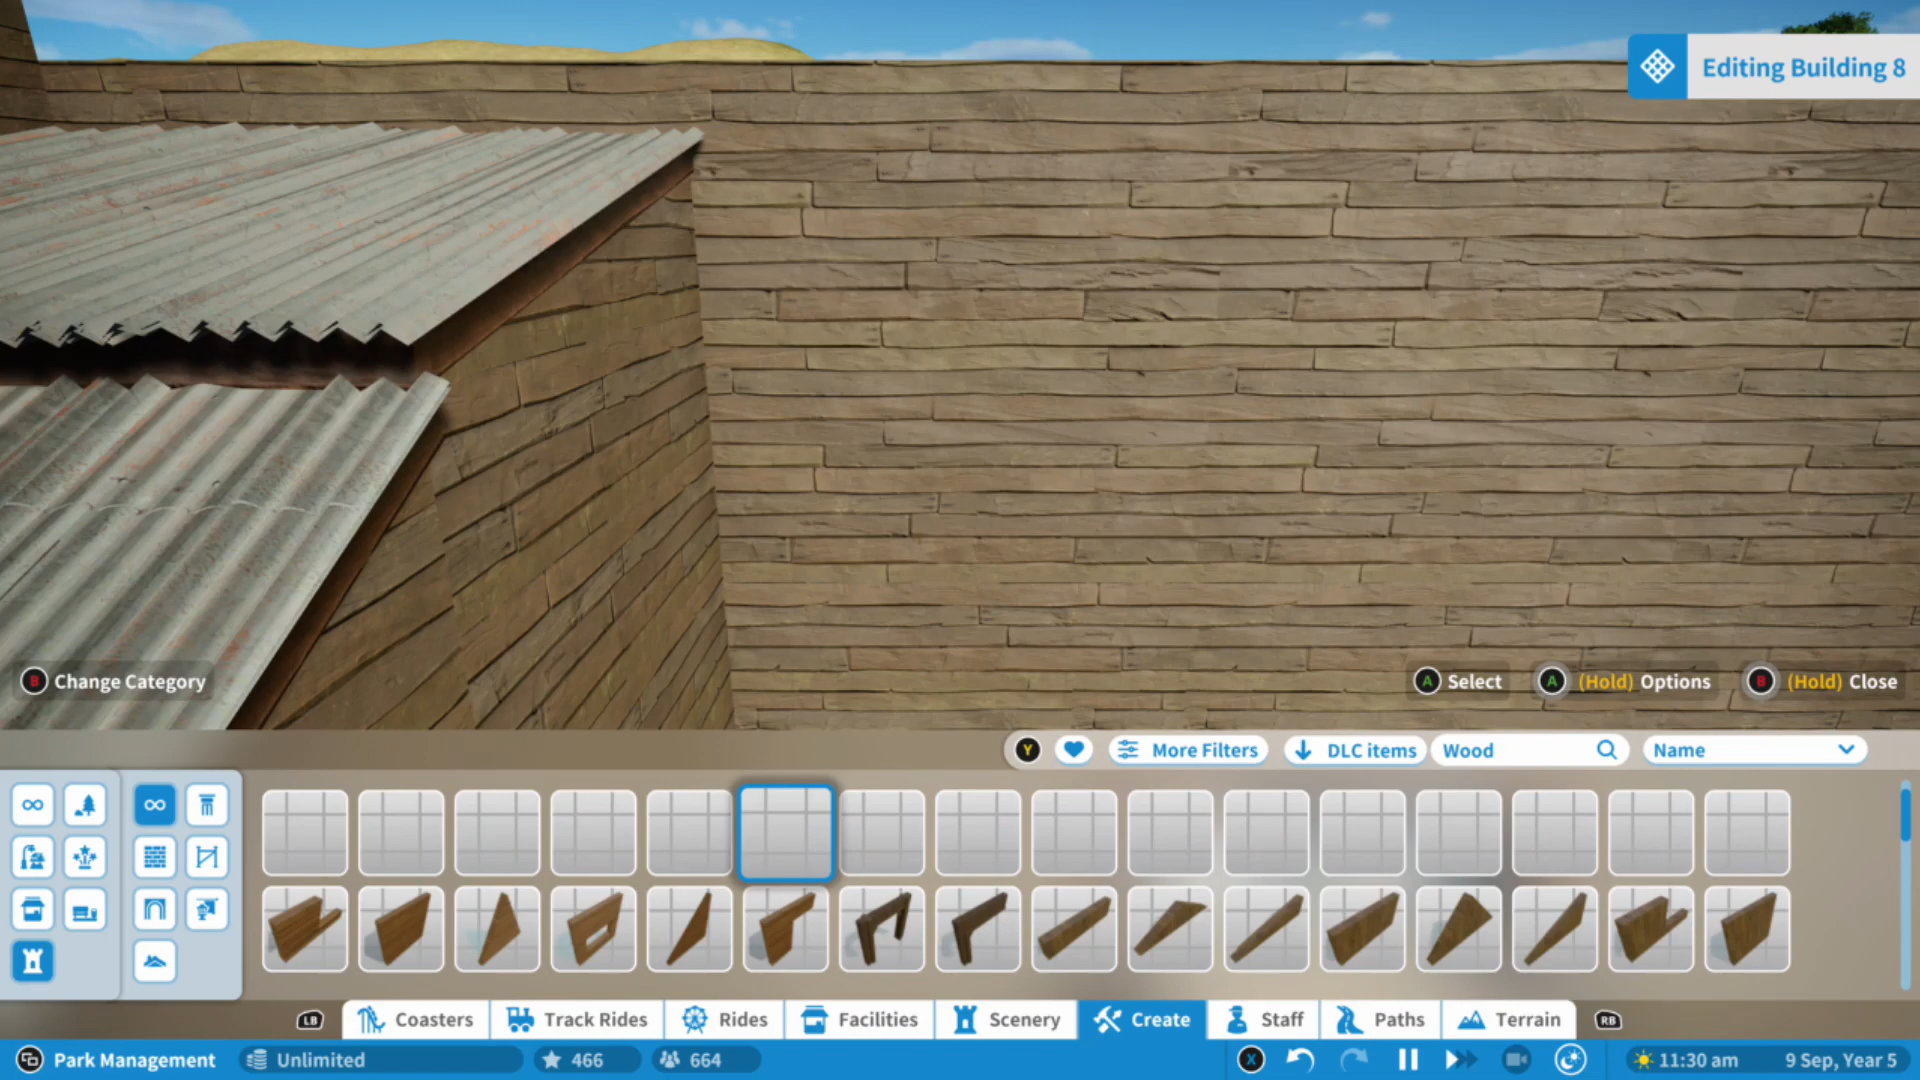 Editing Building 8
B Change Category
A Select A (Hold) Options B (Hold) Close
Y More Filters DLC items Wood Name
LB Coasters Track Rides Rides Facilities Scenery Create Staff Paths Terrain RB
Park Management Unlimited 466 664 X 11:30 am 9 Sep, Year 5